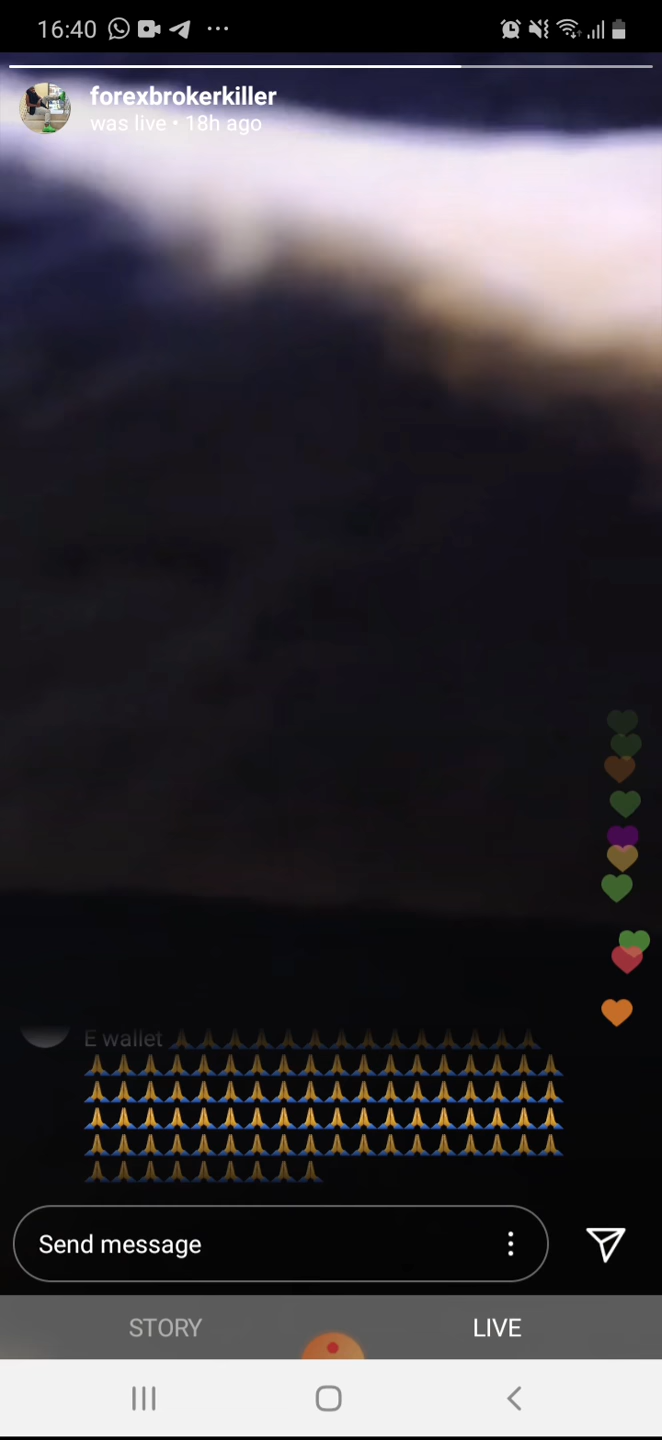 16:40
forexbrokerkiller
was live • 18h ago
E wallet 🙏🙏🙏🙏🙏🙏🙏🙏🙏🙏🙏🙏🙏🙏
🙏🙏🙏🙏🙏🙏🙏🙏🙏🙏🙏🙏🙏🙏🙏🙏🙏🙏
🙏🙏🙏🙏🙏🙏🙏🙏🙏🙏🙏🙏🙏🙏🙏🙏🙏🙏
🙏🙏🙏🙏🙏🙏🙏🙏🙏🙏🙏🙏🙏🙏🙏🙏🙏🙏
🙏🙏🙏🙏🙏🙏🙏🙏🙏🙏🙏🙏🙏🙏🙏🙏🙏🙏
🙏🙏🙏🙏🙏🙏🙏🙏🙏
Send message
STORY LIVE